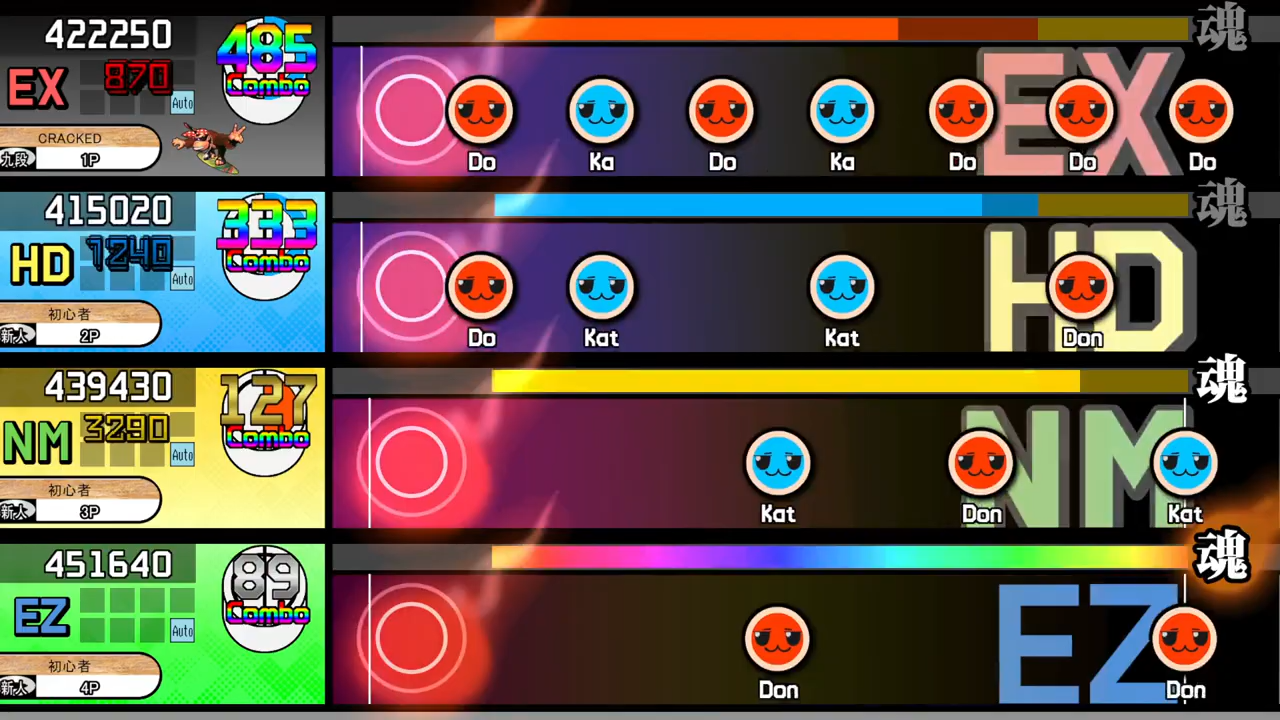 422250
485
Combo
魂
870
EX
Auto
EX
CRACKED
九段
1P
Do Ka Do Ka Do Do Do
415020
333
Combo
魂
1240
HD
Auto
HD
初心者
新人
2P
Do Kat Kat Don
439430
127
Combo
魂
3290
NM
Auto
NM
初心者
新人
3P
Kat Don Kat
451640
89
Combo
魂
EZ
Auto
EZ
初心者
新人
4P
Don Don